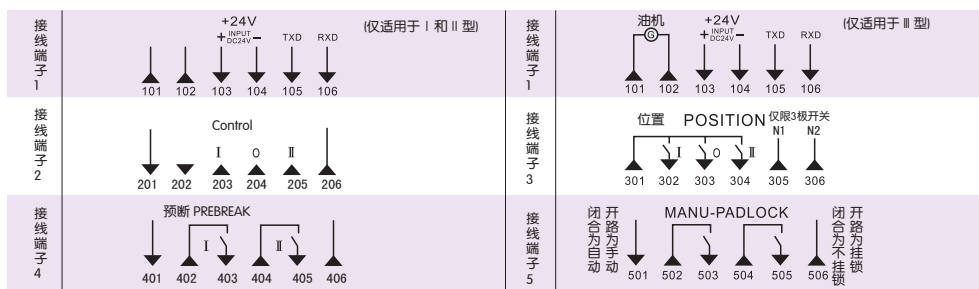 接线端子1
+24V
+ INPUT DC24V −
TXD
RXD
(仅适用于 I 和 II 型)
101 102 103 104 105 106
接线端子1
油机
G
+24V
+ INPUT DC24V −
TXD
RXD
(仅适用于 III 型)
101 102 103 104 105 106
接线端子2
Control
I 0 II
201 202 203 204 205 206
接线端子3
位置 POSITION
仅限3极开关
N1 N2
I 0 II
301 302 303 304 305 306
接线端子4
预断 PREBREAK
I II
401 402 403 404 405 406
接线端子5
闭合为自动
开路为手动
MANU-PADLOCK
501 502 503 504 505 506
闭合为不挂锁
开路为挂锁